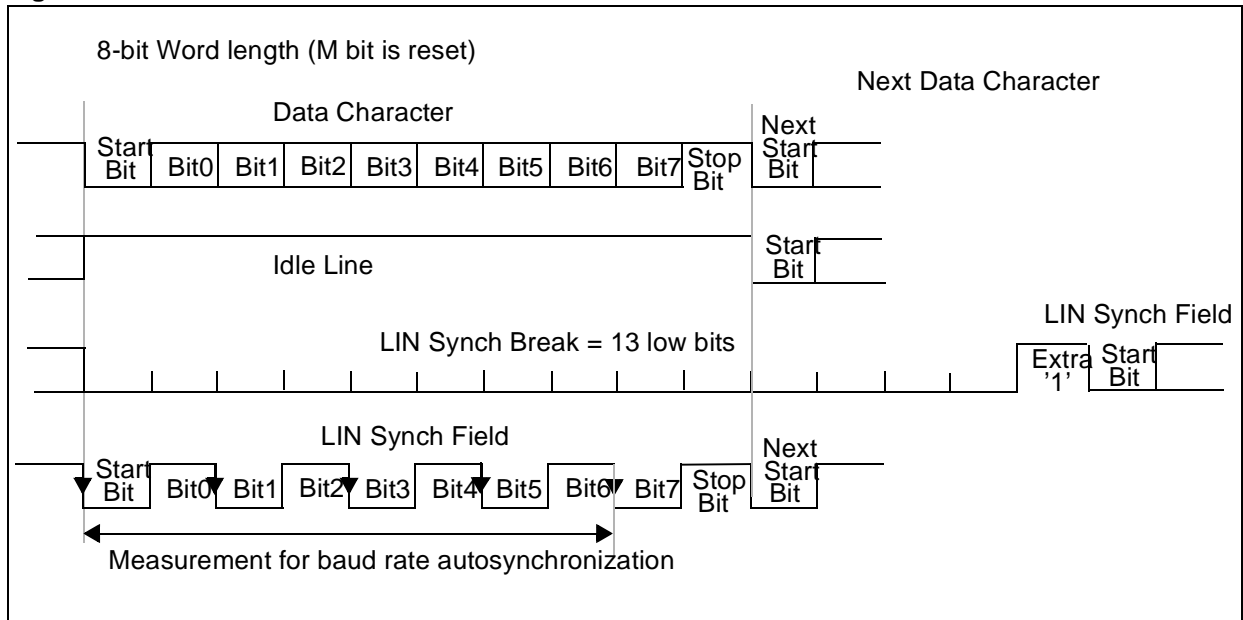 8-bit Word length (M bit is reset)
Next Data Character
Data Character
Start Bit Bit0 Bit1 Bit2 Bit3 Bit4 Bit5 Bit6 Bit7 Stop Bit Next Start Bit
Idle Line
Start Bit
LIN Synch Field
LIN Synch Break = 13 low bits
Extra '1' Start Bit
LIN Synch Field
Start Bit Bit0 Bit1 Bit2 Bit3 Bit4 Bit5 Bit6 Bit7 Stop Bit Next Start Bit
Measurement for baud rate autosynchronization